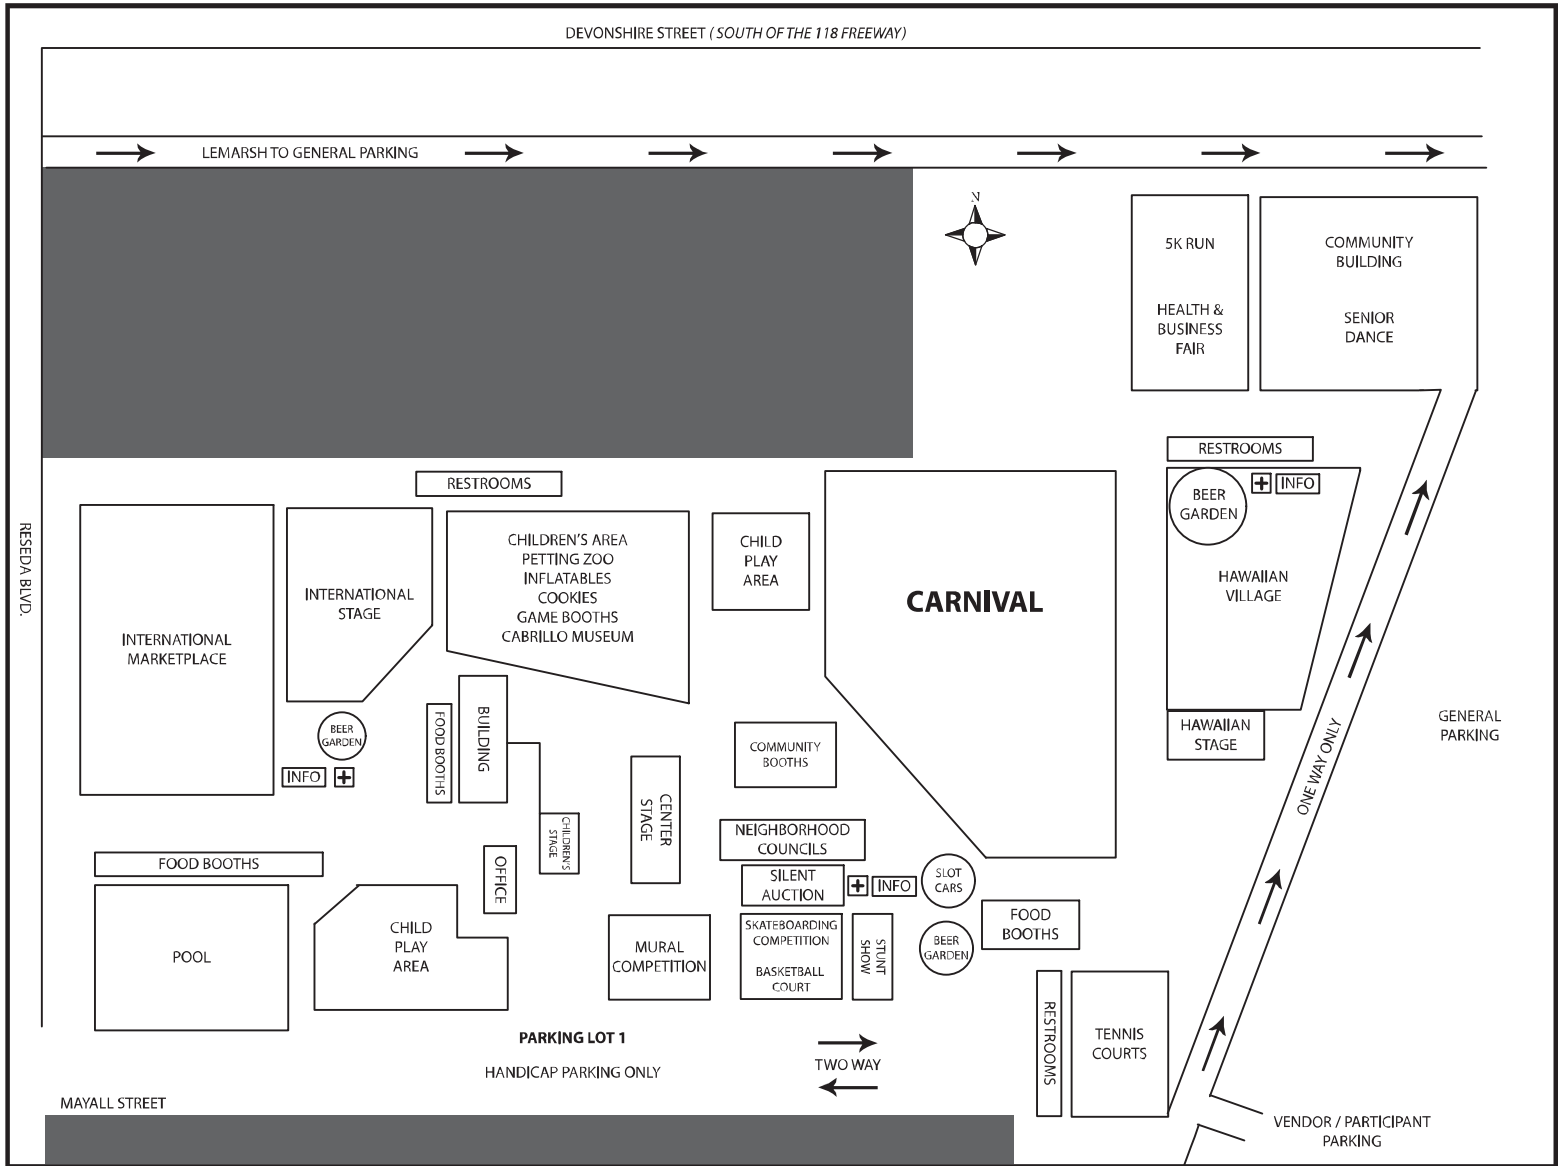 DEVONSHIRE STREET ( SOUTH OF THE 118 FREEWAY)
LEMARSH TO GENERAL PARKING
N
5K RUN
HEALTH &
BUSINESS
FAIR
COMMUNITY
BUILDING
SENIOR
DANCE
RESTROOMS
BEER
GARDEN
INFO
HAWAIIAN
VILLAGE
HAWAIIAN
STAGE
ONE WAY ONLY
GENERAL
PARKING
RESEDA BLVD.
RESTROOMS
INTERNATIONAL
MARKETPLACE
INTERNATIONAL
STAGE
CHILDREN'S AREA
PETTING ZOO
INFLATABLES
COOKIES
GAME BOOTHS
CABRILLO MUSEUM
CHILD
PLAY
AREA
CARNIVAL
BEER
GARDEN
INFO
FOOD BOOTHS
BUILDING
CHILDREN'S
STAGE
CENTER
STAGE
COMMUNITY
BOOTHS
NEIGHBORHOOD
COUNCILS
SILENT
AUCTION
INFO
SLOT
CARS
FOOD BOOTHS
OFFICE
POOL
CHILD
PLAY
AREA
MURAL
COMPETITION
SKATEBOARDING
COMPETITION
BASKETBALL
COURT
STUNT
SHOW
BEER
GARDEN
FOOD
BOOTHS
RESTROOMS
TENNIS
COURTS
PARKING LOT 1
HANDICAP PARKING ONLY
TWO WAY
MAYALL STREET
VENDOR / PARTICIPANT
PARKING